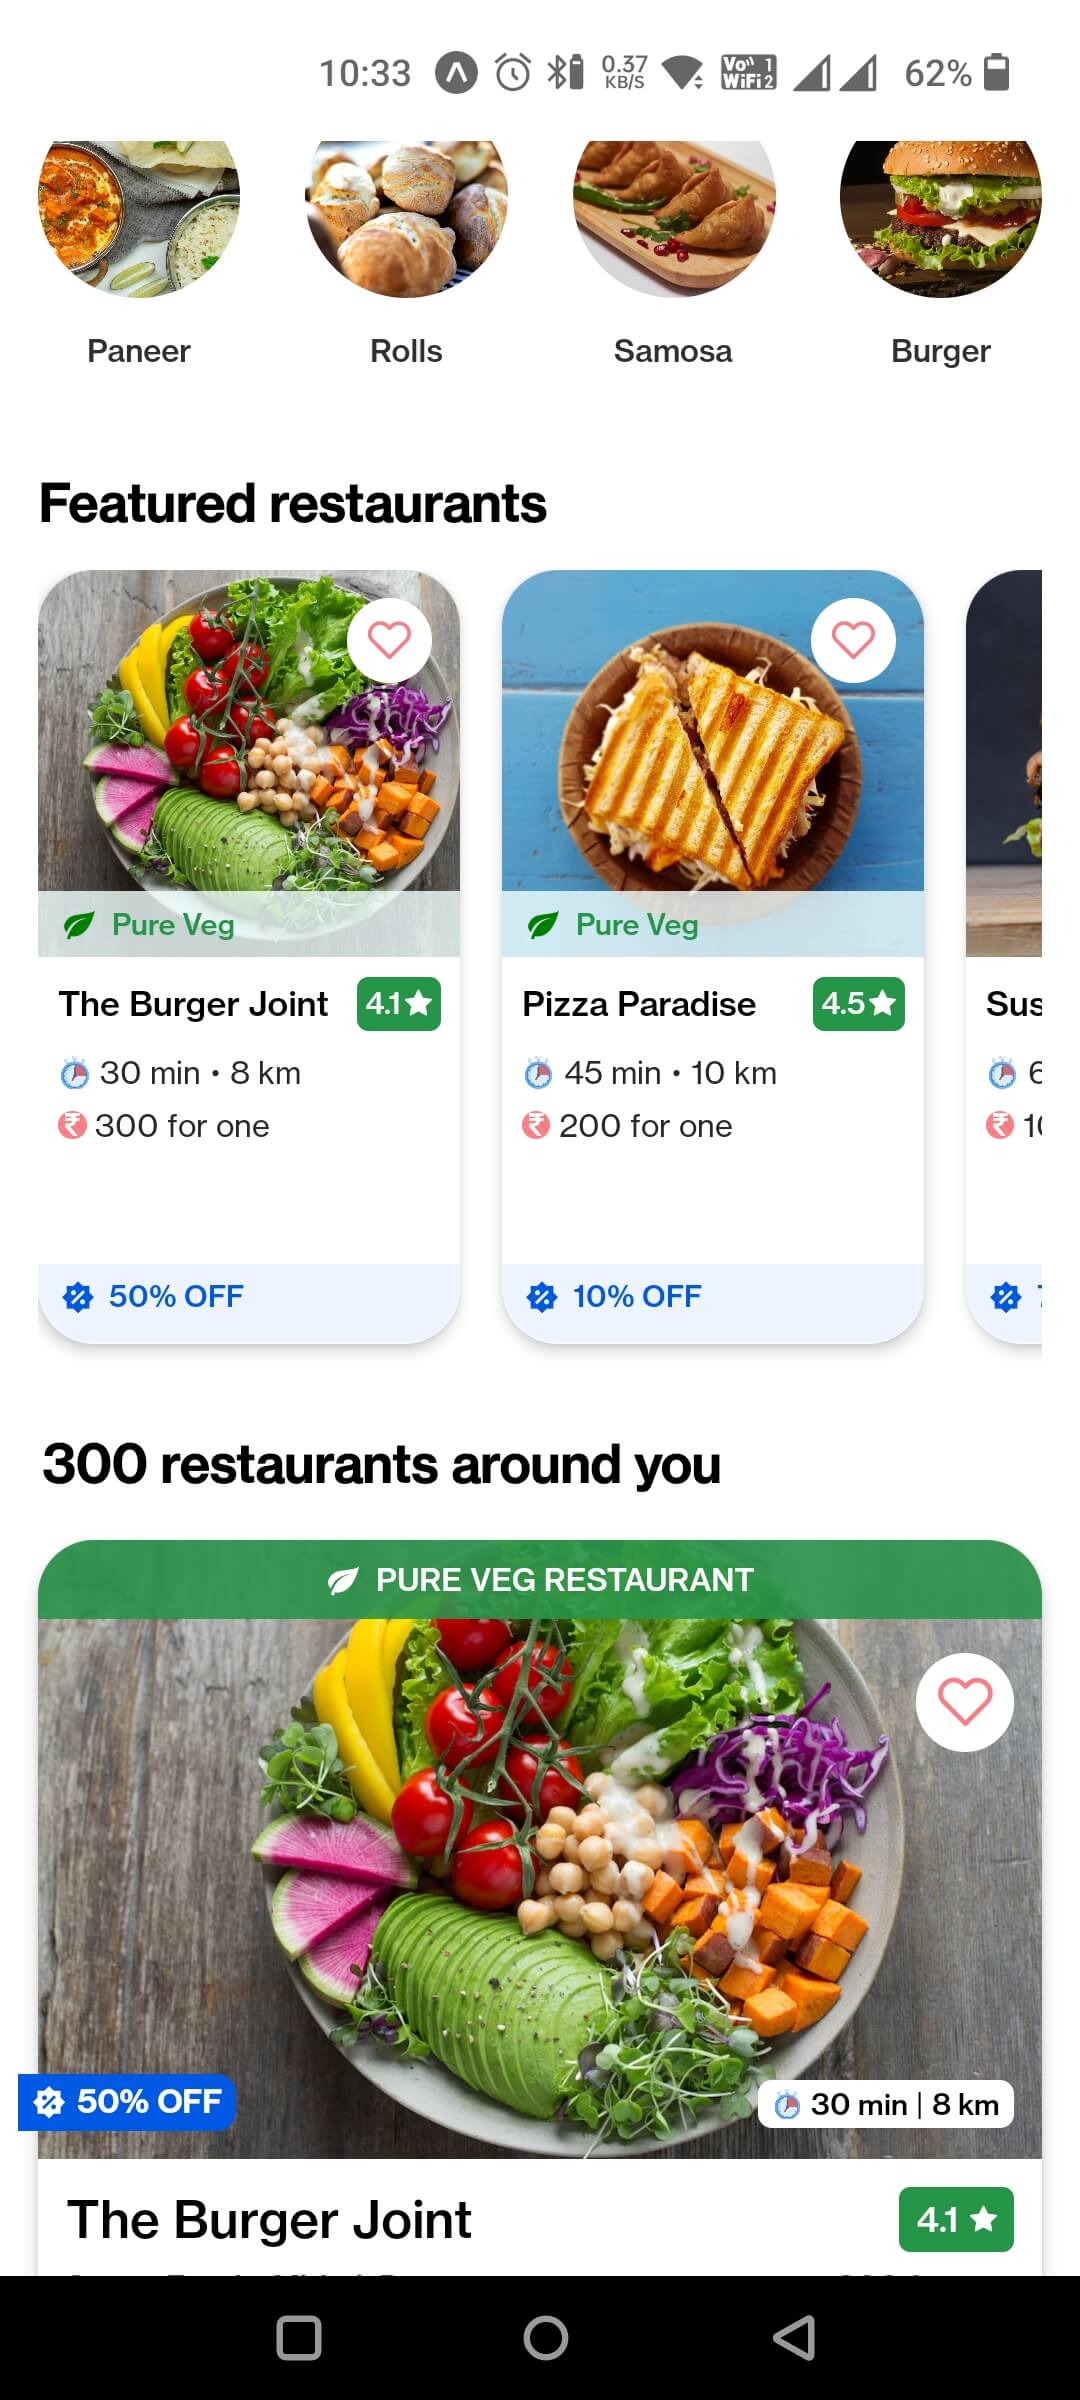 10:33 0.37 KB/S Vo 1 WiFi 2 62%
Paneer Rolls Samosa Burger
Featured restaurants
Pure Veg
The Burger Joint 4.1
30 min • 8 km
300 for one
50% OFF
Pure Veg
Pizza Paradise 4.5
45 min • 10 km
200 for one
10% OFF
300 restaurants around you
PURE VEG RESTAURANT
50% OFF
30 min | 8 km
The Burger Joint
4.1